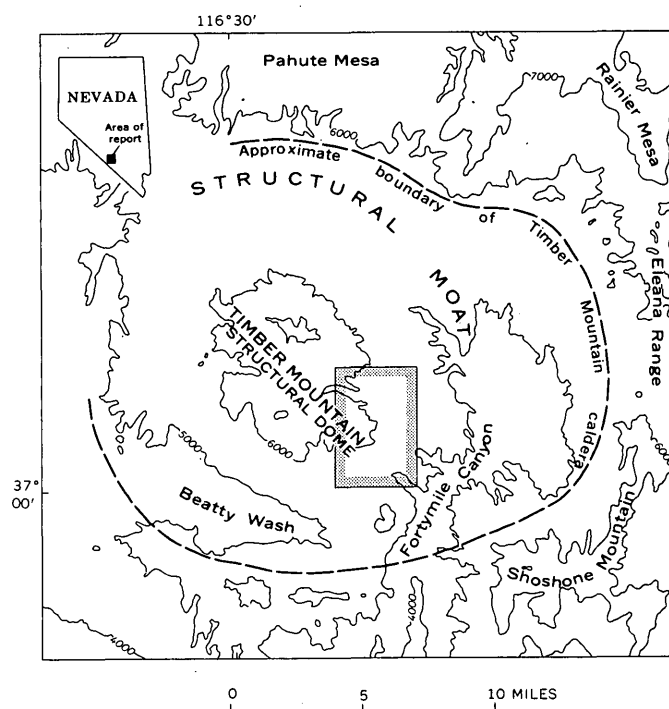 116°30'
Pahute Mesa
7000
Rainier Mesa
NEVADA
Area of
report
6000
Approximate boundary of Timber Mountain caldera
STRUCTURAL MOAT
Eleana Range
TIMBER MOUNTAIN
STRUCTURAL DOME
5000
6000
6000
37°
00'
Beatty Wash
Fortymile Canyon
Shoshone Mountain
4000
4000
0 5 10 MILES